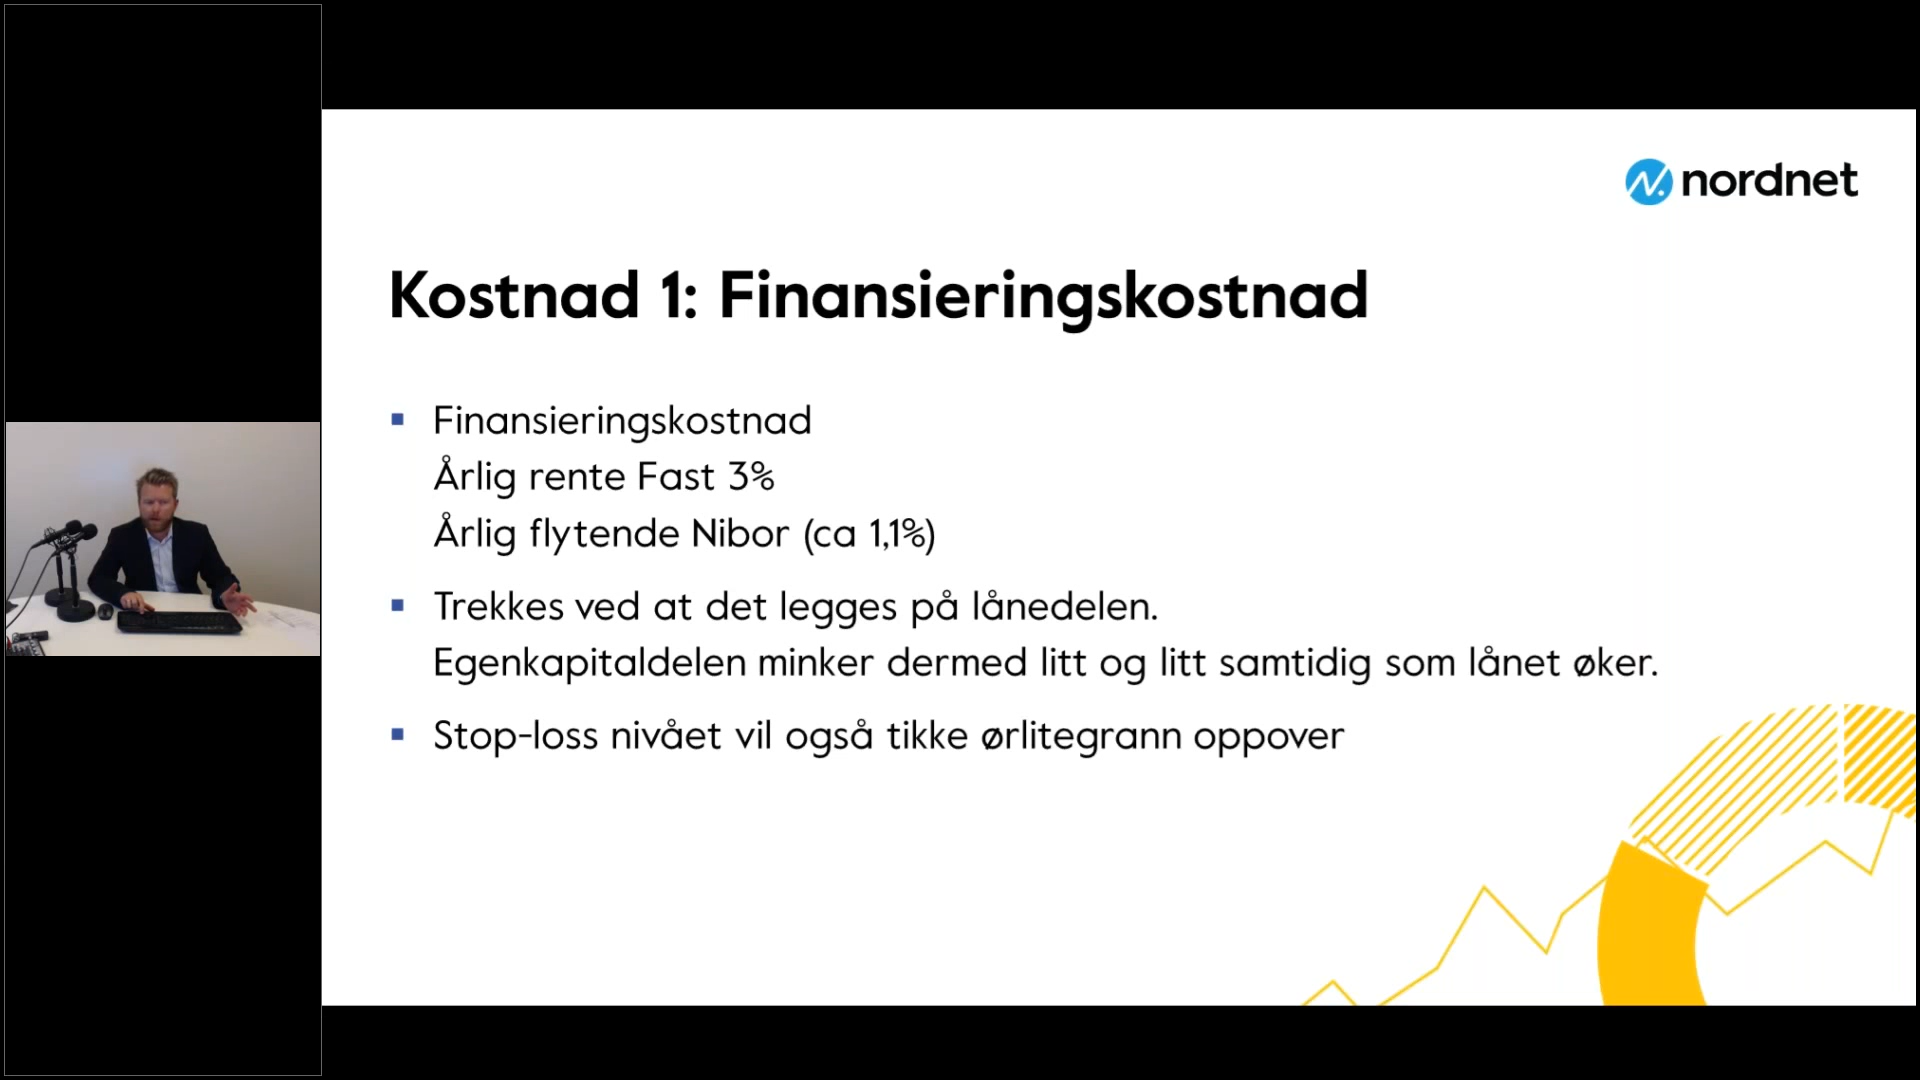 nordnet
Kostnad 1: Finansieringskostnad
▪ Finansieringskostnad
Årlig rente Fast 3%
Årlig flytende Nibor (ca 1,1%)
▪ Trekkes ved at det legges på lånedelen.
Egenkapitaldelen minker dermed litt og litt samtidig som lånet øker.
▪ Stop-loss nivået vil også tikke ørlitegrann oppover